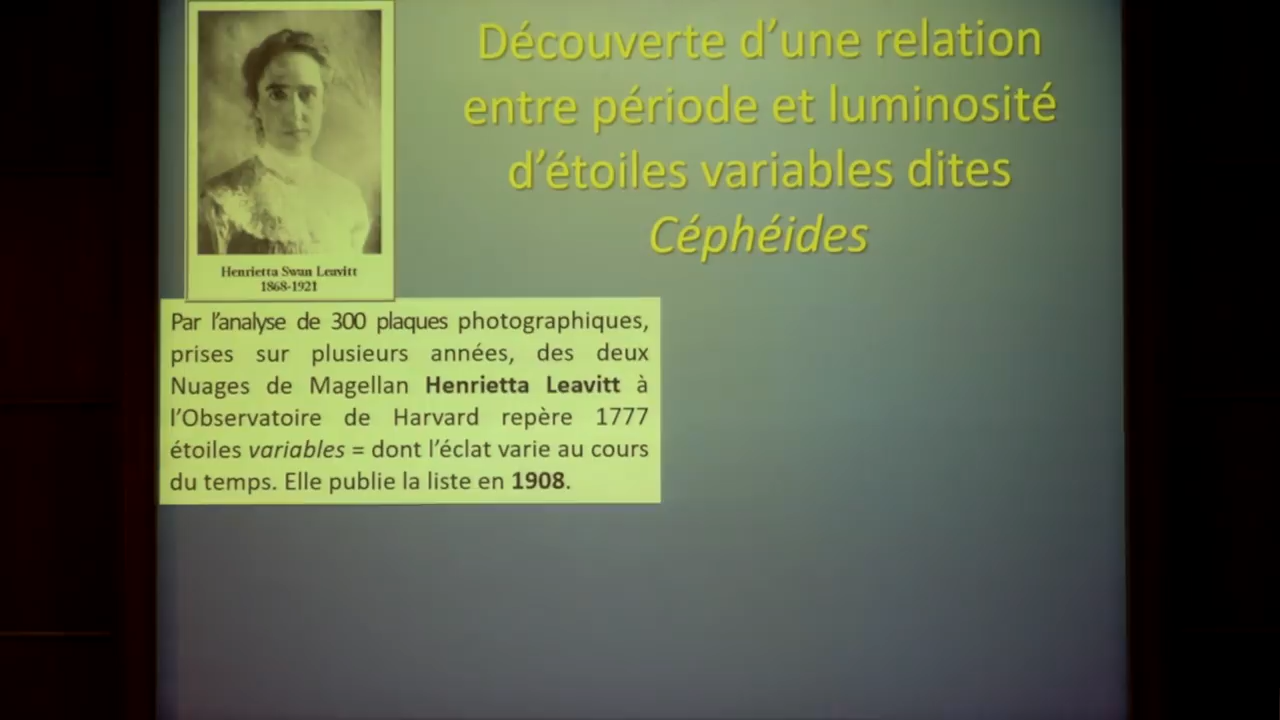 Découverte d’une relation
entre période et luminosité
d’étoiles variables dites
Céphéides
Henrietta Swan Leavitt
1868-1921
Par l’analyse de 300 plaques photographiques,
prises sur plusieurs années, des deux
Nuages de Magellan Henrietta Leavitt à
l’Observatoire de Harvard repère 1777
étoiles variables = dont l’éclat varie au cours
du temps. Elle publie la liste en 1908.